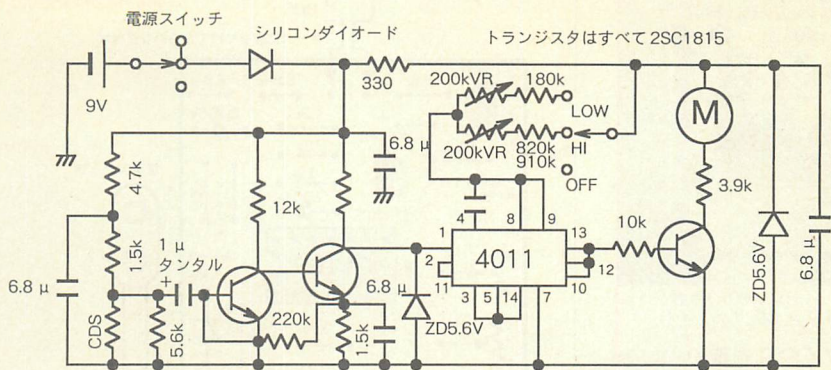 電源スイッチ
シリコンダイオード
トランジスタはすべて2SC1815
9V
330
200kVR
180k
LOW
HI
200kVR
820k
910k
OFF
M
6.8μ
4.7k
12k
3.9k
4
8
9
1
13
10k
1μ
タンタル
+
1.5k
2
4011
12
11
10
6.8μ
6.8μ
3
5
14
7
ZD5.6V
ZD5.6V
6.8μ
CDS
5.6k
220k
1.5k